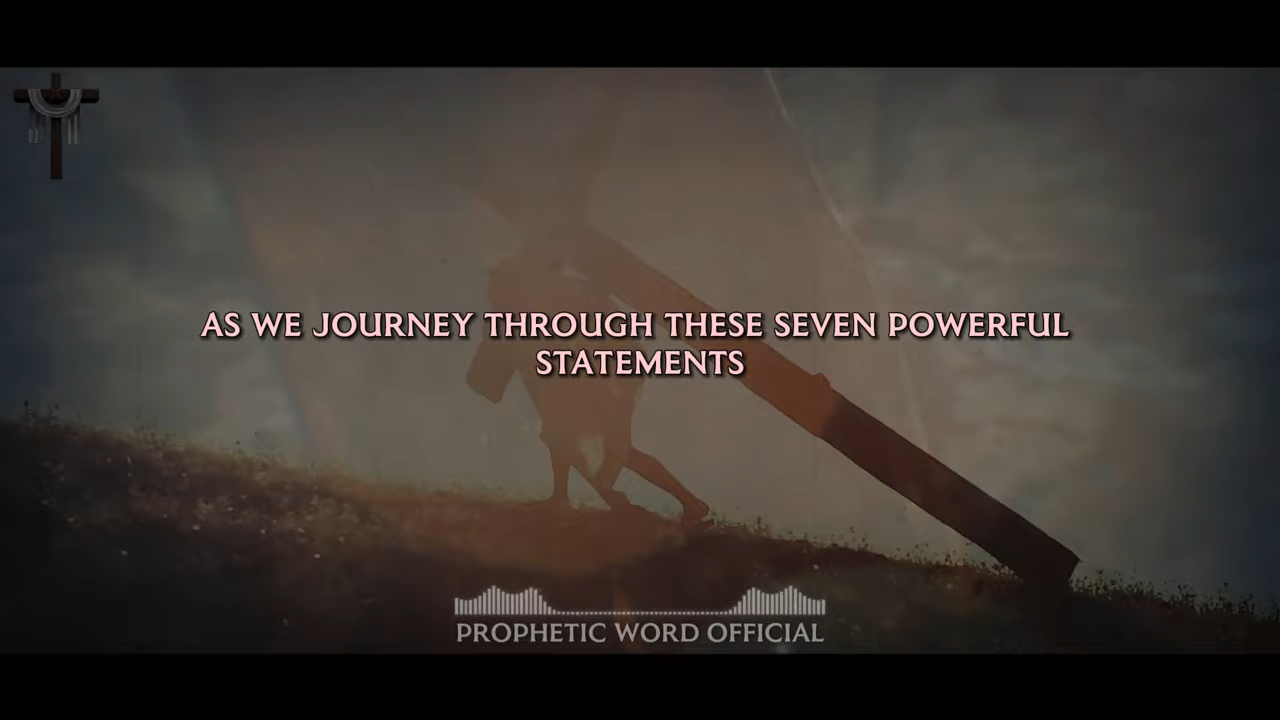 AS WE JOURNEY THROUGH THESE SEVEN POWERFUL
STATEMENTS
PROPHETIC WORD OFFICIAL